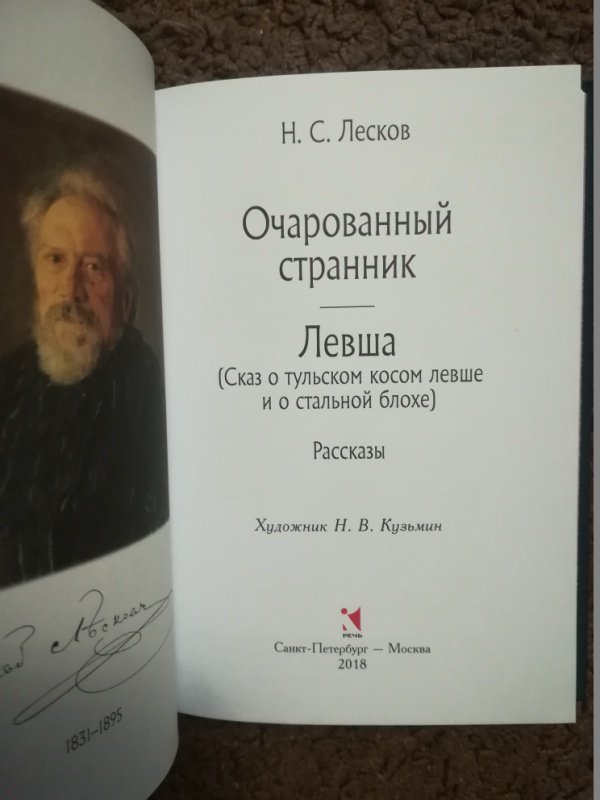 Лѣсковъ
1831–1895
Н. С. Лесков
Очарованный
странник
Левша
(Сказ о тульском косом левше
и о стальной блохе)
Рассказы
Художник Н. В. Кузьмин
РЕЧЬ
Санкт-Петербург — Москва
2018